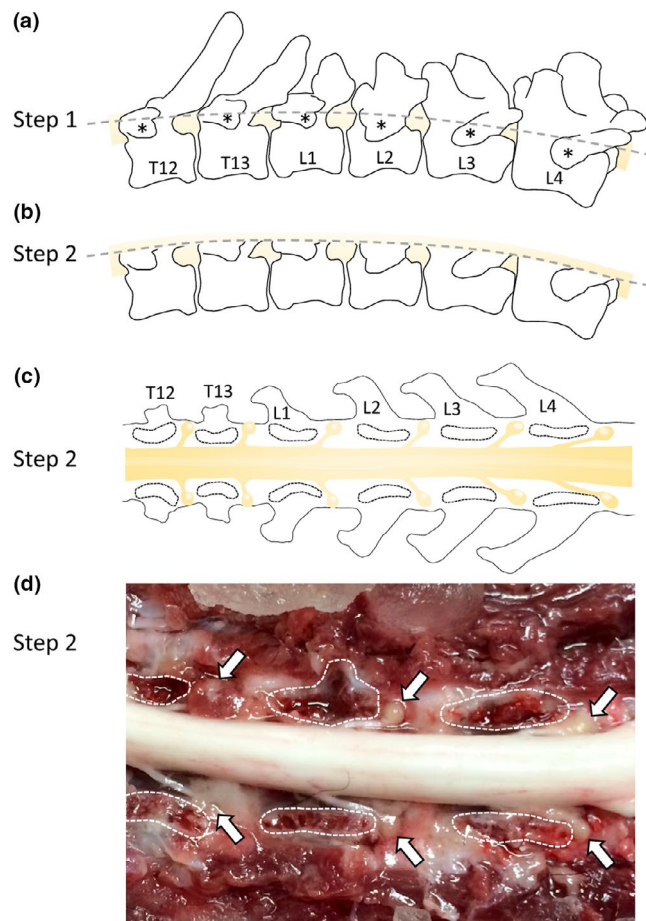 (a)
Step 1
* * * * * *
T12 T13 L1 L2 L3 L4
(b)
Step 2
(c)
T12 T13 L1 L2 L3 L4
Step 2
(d)
Step 2